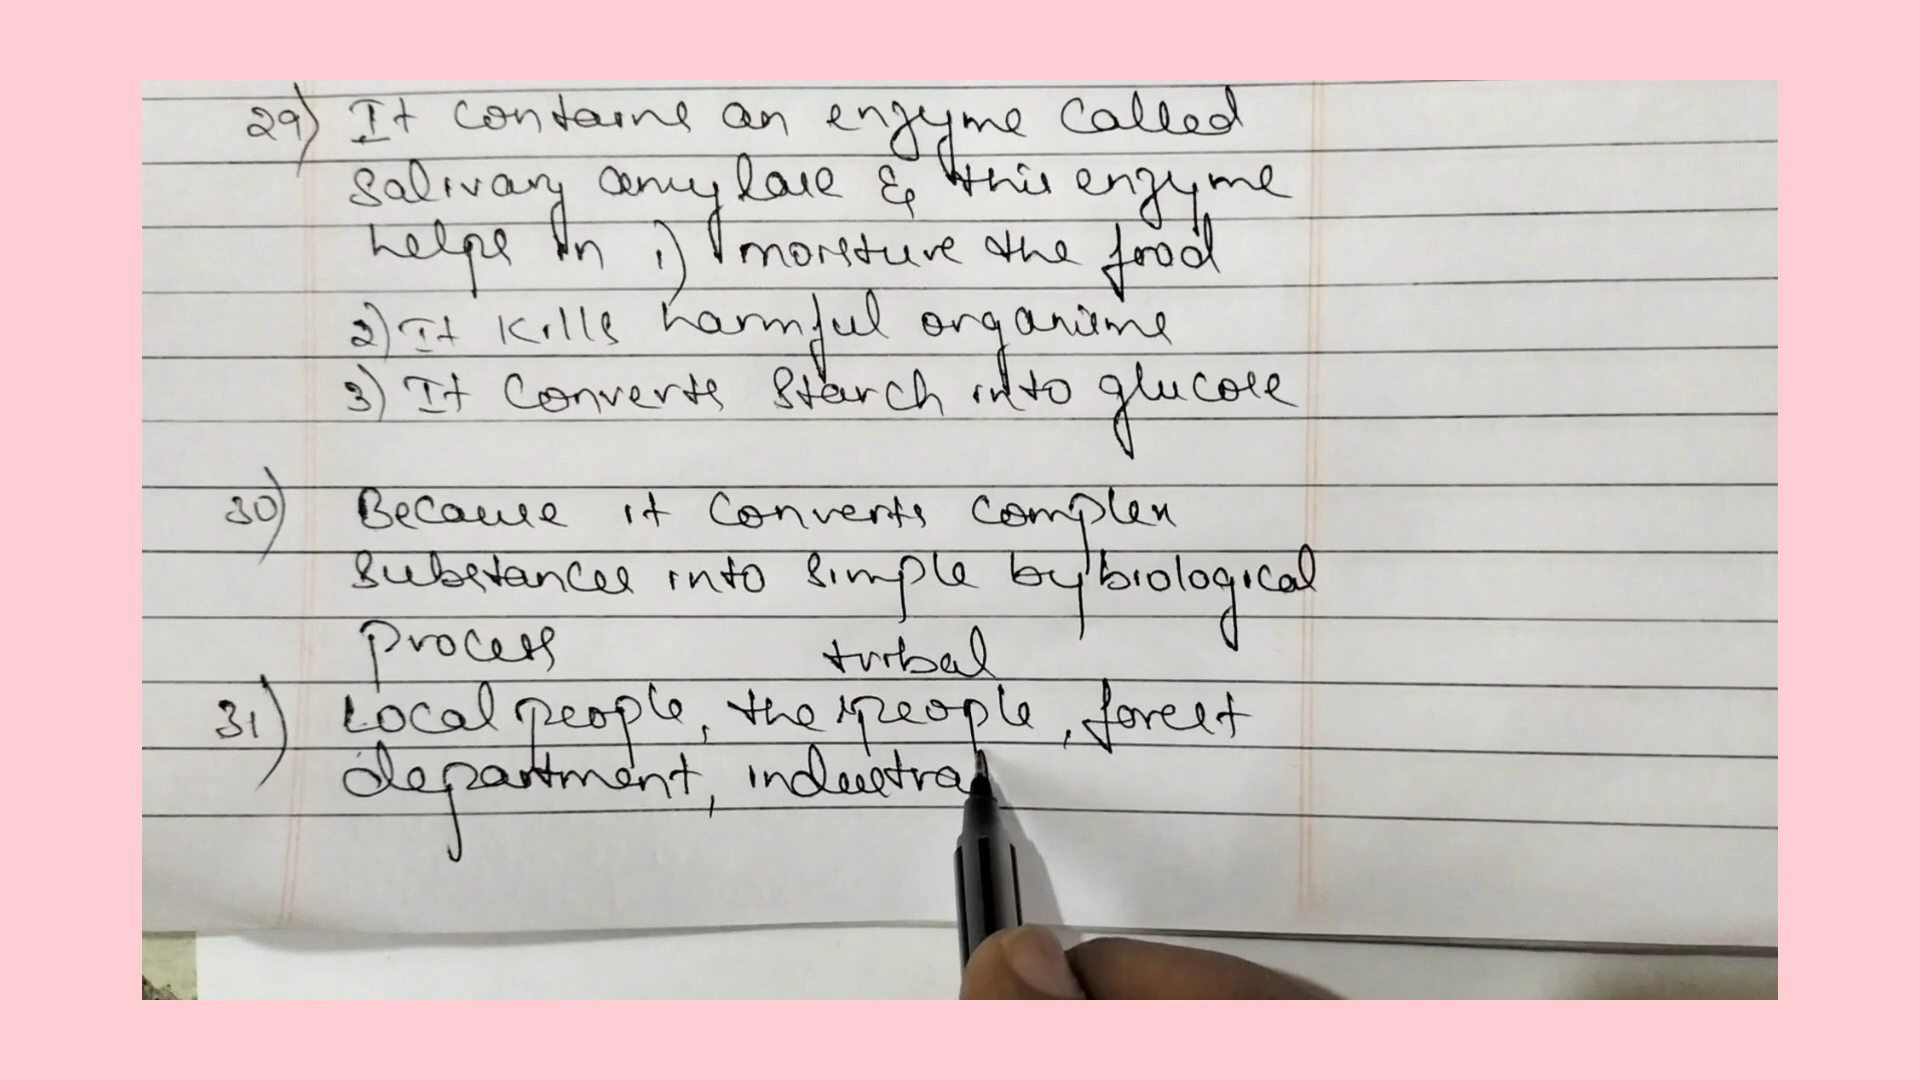 29) It contains an enzyme called
salivary amylase & this enzyme
helps in 1) moisture the food
2) It kills harmful organisms
3) It converts starch into glucose
30) Because it converts complex
substances into simple by biological
process
tribal
31) Local people, the people, forest
department, industra